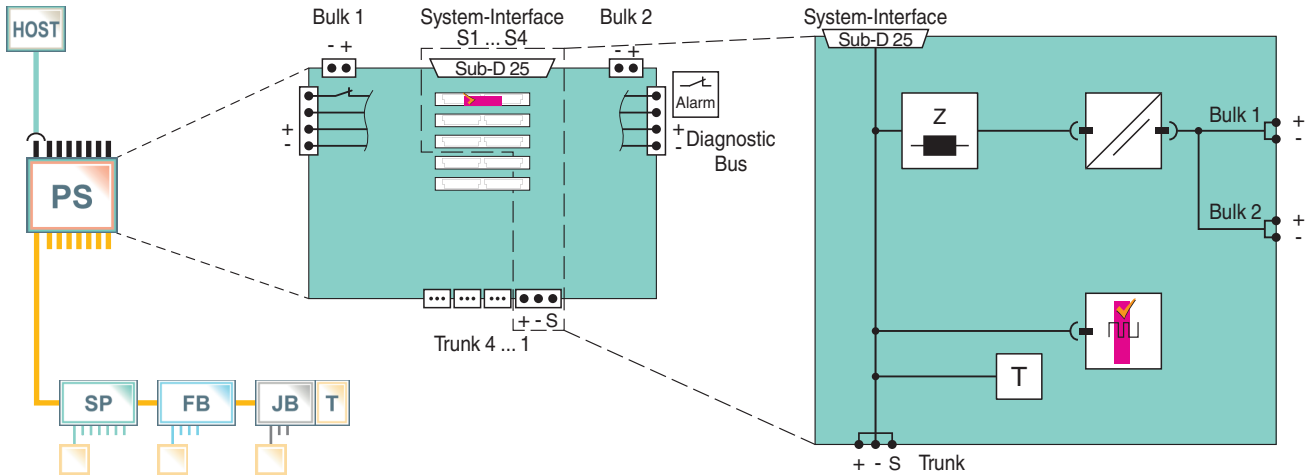 HOST
PS
SP
FB
JB
T
Bulk 1
- +
System-Interface
S1 ... S4
Sub-D 25
Bulk 2
- +
+
-
Alarm
+
-
Diagnostic
Bus
+ - S
Trunk 4 ... 1
System-Interface
Sub-D 25
Z
Bulk 1
+
-
Bulk 2
+
-
T
+ - S Trunk